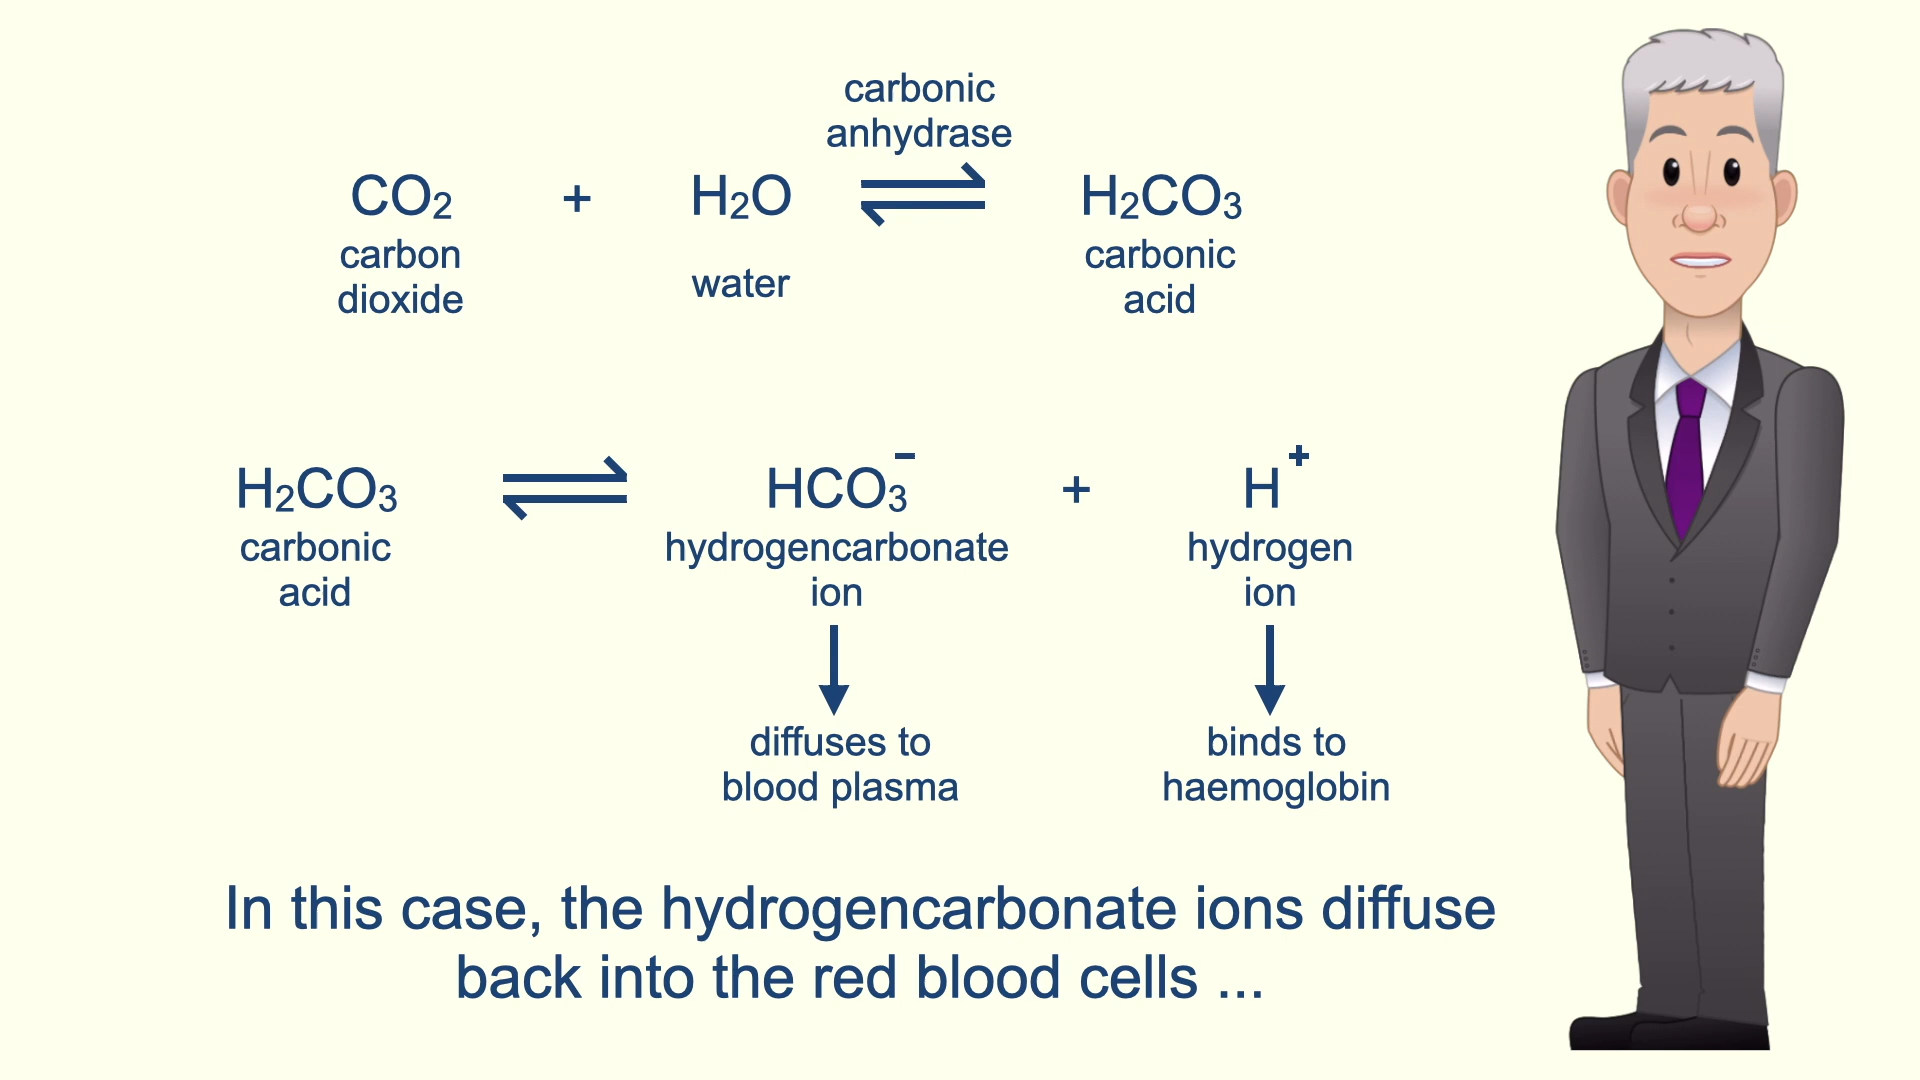 carbonic
anhydrase
CO₂ + H₂O ⇌ H₂CO₃
carbon
dioxide
water
carbonic
acid
H₂CO₃ ⇌ HCO₃⁻ + H⁺
carbonic
acid
hydrogencarbonate
ion
hydrogen
ion
diffuses to
blood plasma
binds to
haemoglobin
In this case, the hydrogencarbonate ions diffuse
back into the red blood cells ...